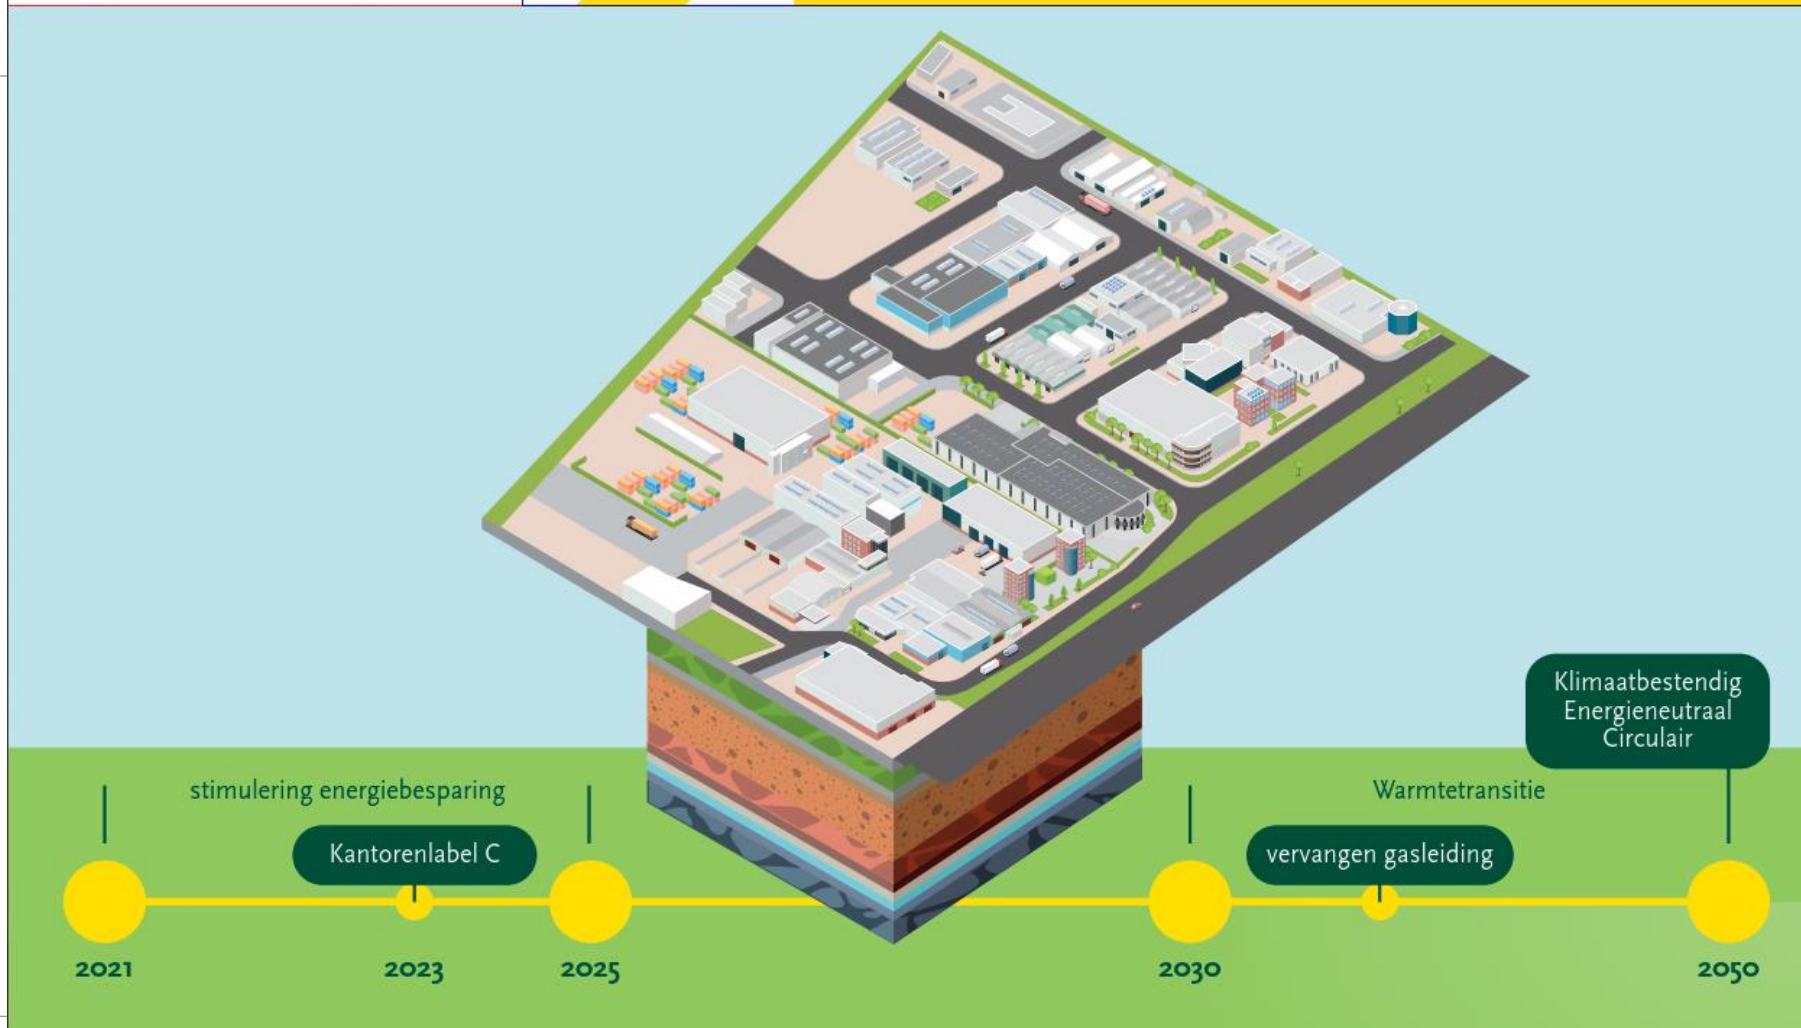 Klimaatbestendig
Energieneutraal
Circulair
stimulering energiebesparing
Warmtetransitie
Kantorenlabel C
vervangen gasleiding
2021
2023
2025
2030
2050